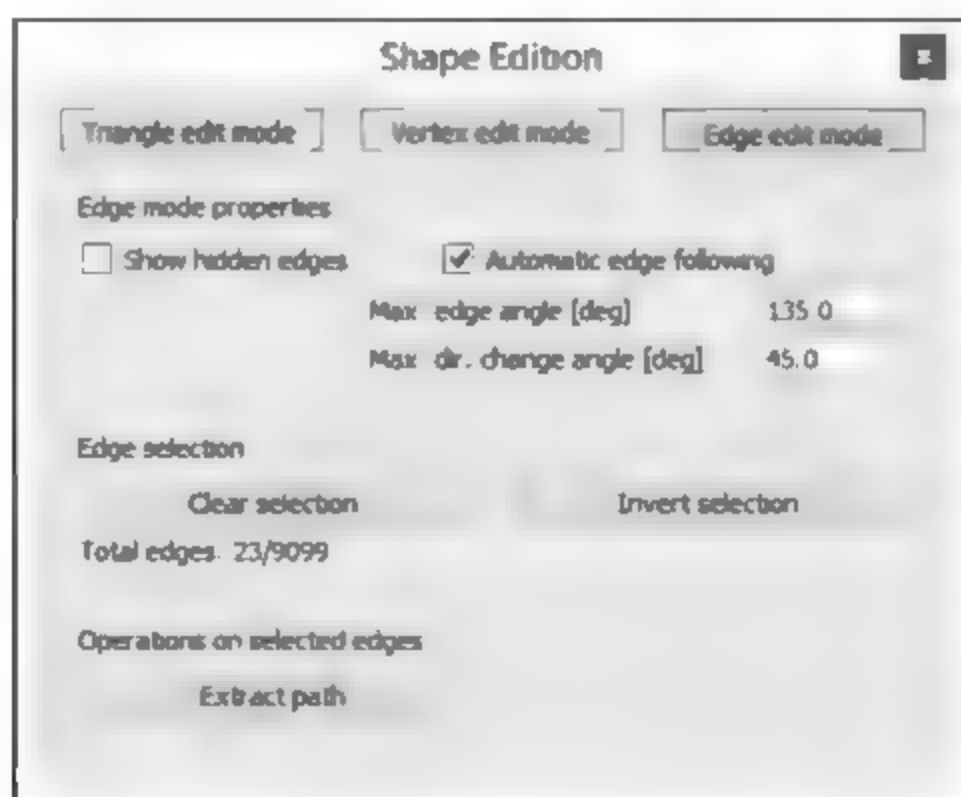 Shape Edition
Triangle edit mode Vertex edit mode Edge edit mode
Edge mode properties
Show hidden edges Automatic edge following
Max. edge angle [deg] 135.0
Max. dir. change angle [deg] 45.0
Edge selection
Clear selection Invert selection
Total edges: 23/9099
Operations on selected edges
Extract path